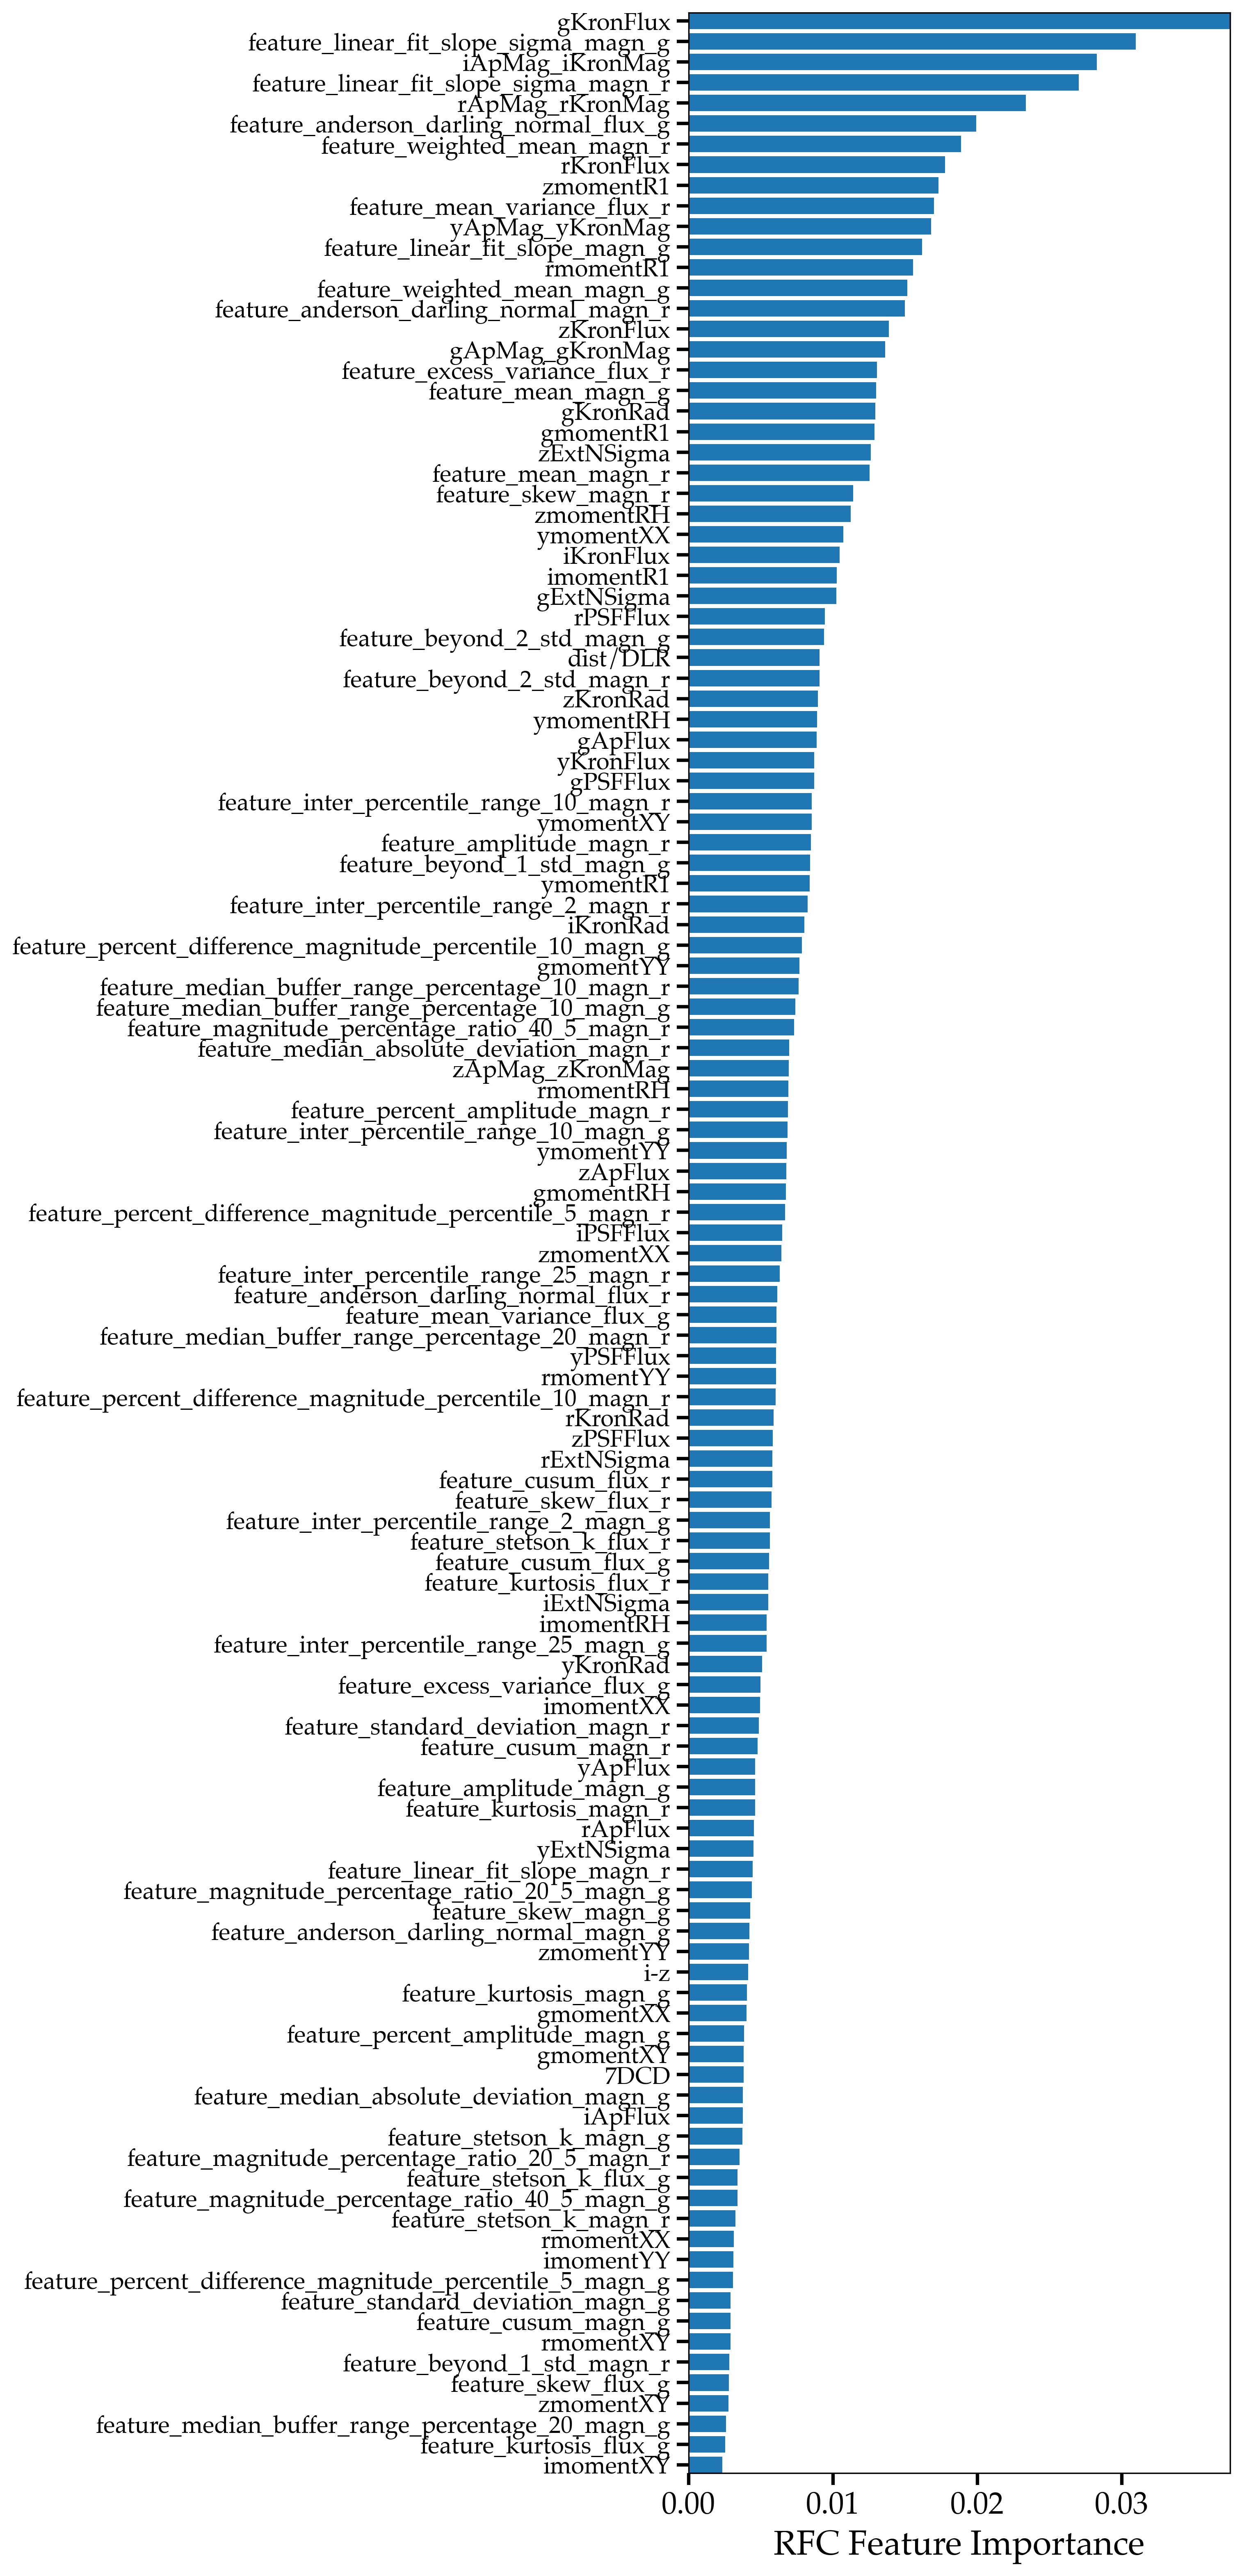 gKronFlux
feature_linear_fit_slope_sigma_magn_g
iApMag_iKronMag
feature_linear_fit_slope_sigma_magn_r
rApMag_rKronMag
feature_anderson_darling_normal_flux_g
feature_weighted_mean_magn_r
rKronFlux
zmomentR1
feature_mean_variance_flux_r
yApMag_yKronMag
feature_linear_fit_slope_magn_g
rmomentR1
feature_weighted_mean_magn_g
feature_anderson_darling_normal_magn_r
zKronFlux
gApMag_gKronMag
feature_excess_variance_flux_r
feature_mean_magn_g
gKronRad
gmomentR1
zExtNSigma
feature_mean_magn_r
feature_skew_magn_r
zmomentRH
ymomentXX
iKronFlux
imomentR1
gExtNSigma
rPSFFlux
feature_beyond_2_std_magn_g
dist/DLR
feature_beyond_2_std_magn_r
zKronRad
ymomentRH
gApFlux
yKronFlux
gPSFFlux
feature_inter_percentile_range_10_magn_r
ymomentXY
feature_amplitude_magn_r
feature_beyond_1_std_magn_g
ymomentR1
feature_inter_percentile_range_2_magn_r
iKronRad
feature_percent_difference_magnitude_percentile_10_magn_g
gmomentYY
feature_median_buffer_range_percentage_10_magn_r
feature_median_buffer_range_percentage_10_magn_g
feature_magnitude_percentage_ratio_40_5_magn_r
feature_median_absolute_deviation_magn_r
zApMag_zKronMag
rmomentRH
feature_percent_amplitude_magn_r
feature_inter_percentile_range_10_magn_g
ymomentYY
zApFlux
gmomentRH
feature_percent_difference_magnitude_percentile_5_magn_r
iPSFFlux
zmomentXX
feature_inter_percentile_range_25_magn_r
feature_anderson_darling_normal_flux_r
feature_mean_variance_flux_g
feature_median_buffer_range_percentage_20_magn_r
yPSFFlux
rmomentYY
feature_percent_difference_magnitude_percentile_10_magn_r
rKronRad
zPSFFlux
rExtNSigma
feature_cusum_flux_r
feature_skew_flux_r
feature_inter_percentile_range_2_magn_g
feature_stetson_k_flux_r
feature_cusum_flux_g
feature_kurtosis_flux_r
iExtNSigma
imomentRH
feature_inter_percentile_range_25_magn_g
yKronRad
feature_excess_variance_flux_g
imomentXX
feature_standard_deviation_magn_r
feature_cusum_magn_r
yApFlux
feature_amplitude_magn_g
feature_kurtosis_magn_r
rApFlux
yExtNSigma
feature_linear_fit_slope_magn_r
feature_magnitude_percentage_ratio_20_5_magn_g
feature_skew_magn_g
feature_anderson_darling_normal_magn_g
zmomentYY
i-z
feature_kurtosis_magn_g
gmomentXX
feature_percent_amplitude_magn_g
gmomentXY
7DCD
feature_median_absolute_deviation_magn_g
iApFlux
feature_stetson_k_magn_g
feature_magnitude_percentage_ratio_20_5_magn_r
feature_stetson_k_flux_g
feature_magnitude_percentage_ratio_40_5_magn_g
feature_stetson_k_magn_r
rmomentXX
imomentYY
feature_percent_difference_magnitude_percentile_5_magn_g
feature_standard_deviation_magn_g
feature_cusum_magn_g
rmomentXY
feature_beyond_1_std_magn_r
feature_skew_flux_g
zmomentXY
feature_median_buffer_range_percentage_20_magn_g
feature_kurtosis_flux_g
imomentXY
0.00 0.01 0.02 0.03
RFC Feature Importance